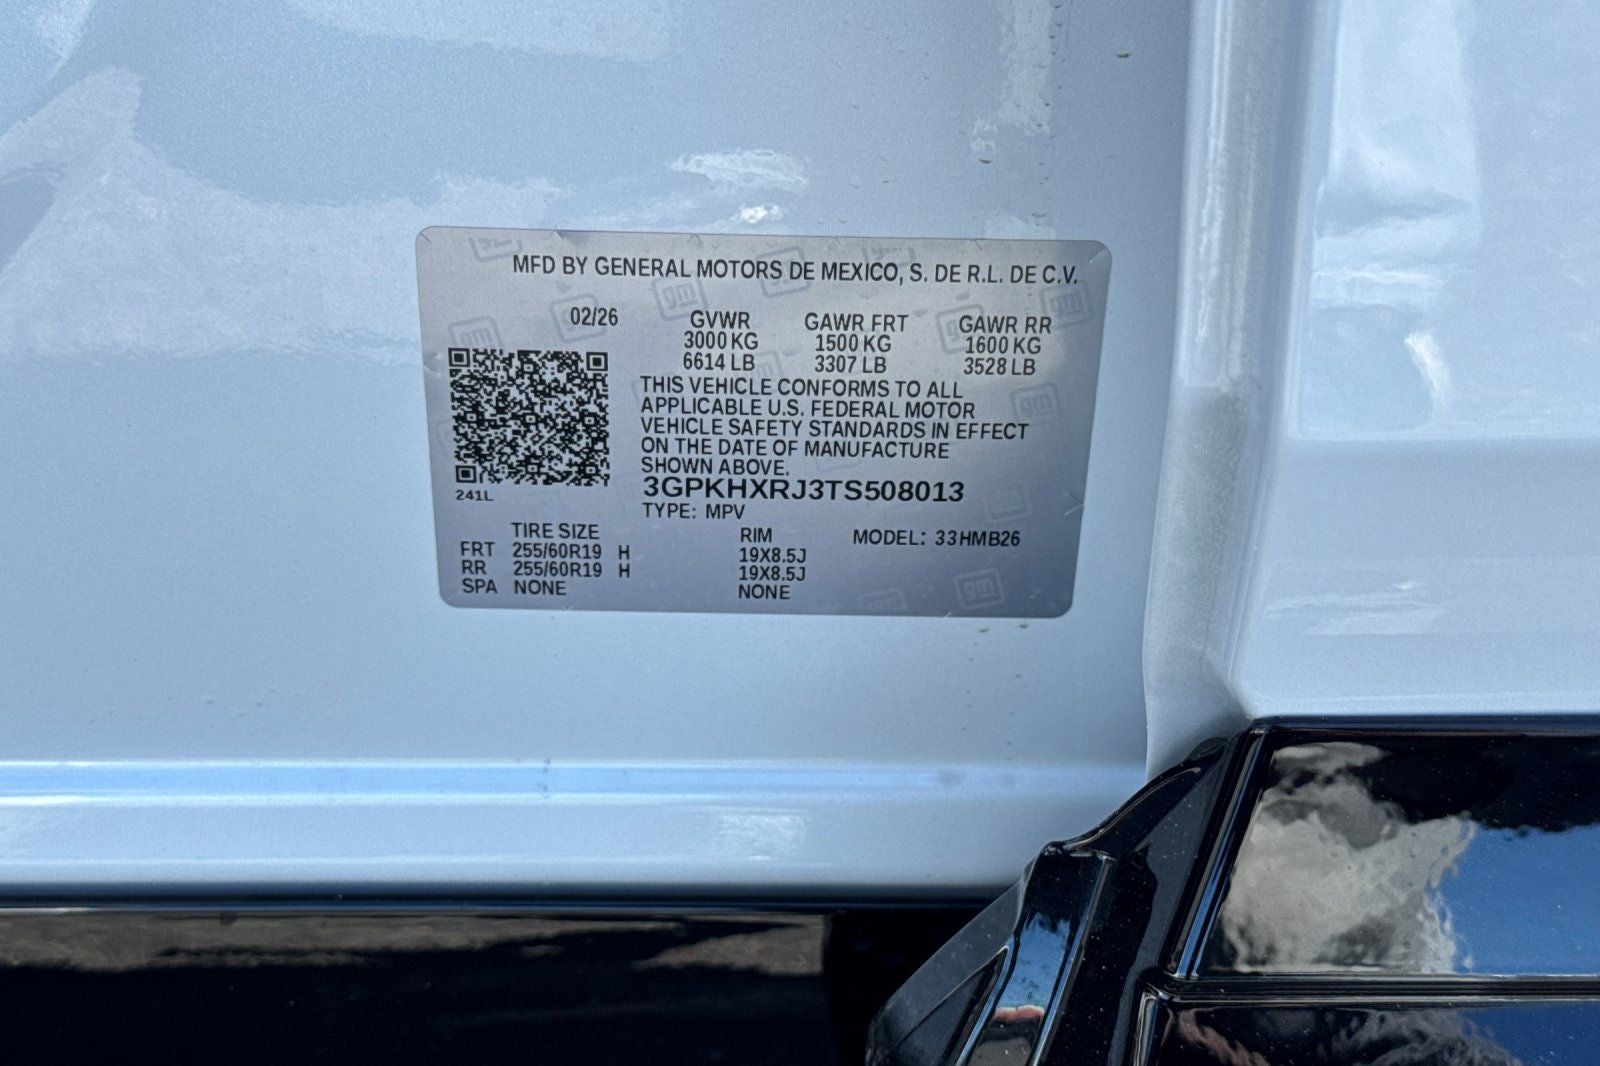 MFD BY GENERAL MOTORS DE MEXICO, S. DE R.L. DE C.V.
02/26 GVWR GAWR FRT GAWR RR
3000 KG 1500 KG 1600 KG
6614 LB 3307 LB 3528 LB
THIS VEHICLE CONFORMS TO ALL
APPLICABLE U.S. FEDERAL MOTOR
VEHICLE SAFETY STANDARDS IN EFFECT
ON THE DATE OF MANUFACTURE
SHOWN ABOVE.
3GPKHXRJ3TS508013
241L
TYPE: MPV
TIRE SIZE RIM MODEL: 33HMB26
FRT 255/60R19 H 19X8.5J
RR 255/60R19 H 19X8.5J
SPA NONE NONE